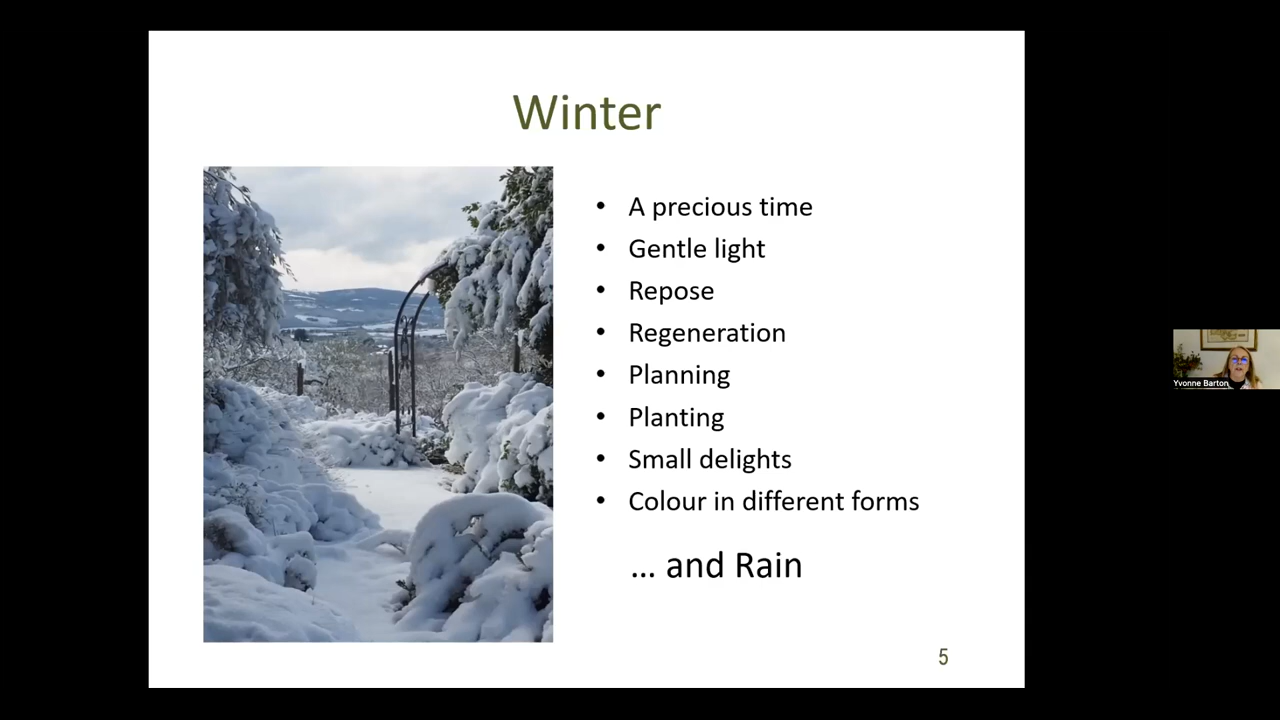 Winter
• A precious time
• Gentle light
• Repose
• Regeneration
• Planning
• Planting
• Small delights
• Colour in different forms
... and Rain
5
Yvonne Barton